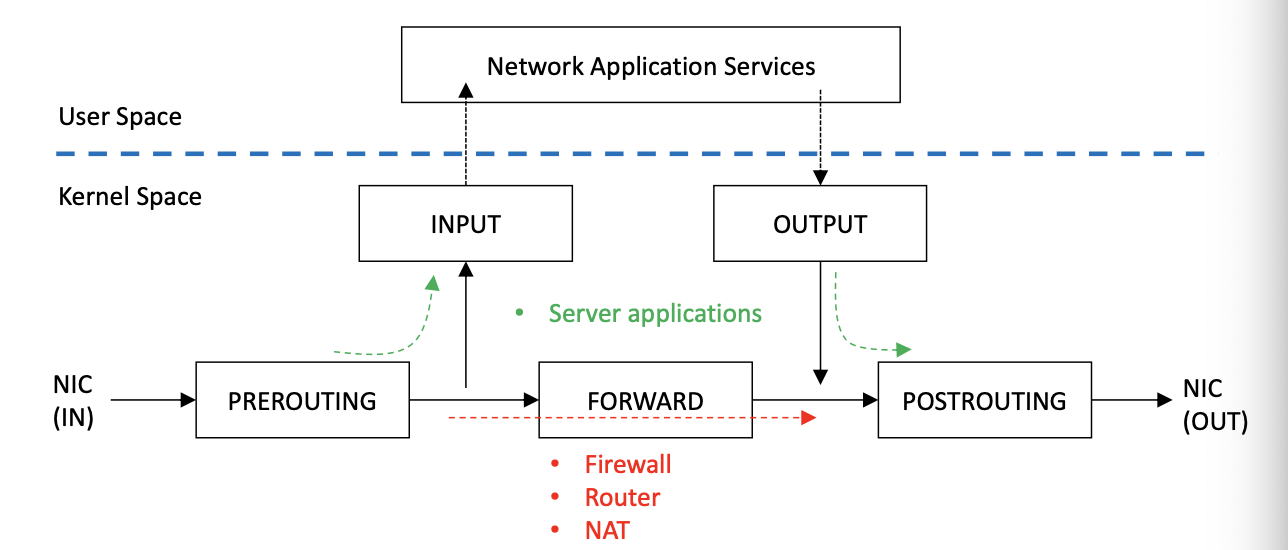 Network Application Services
User Space
Kernel Space
INPUT
OUTPUT
• Server applications
NIC
(IN)
PREROUTING
FORWARD
POSTROUTING
NIC
(OUT)
• Firewall
• Router
• NAT